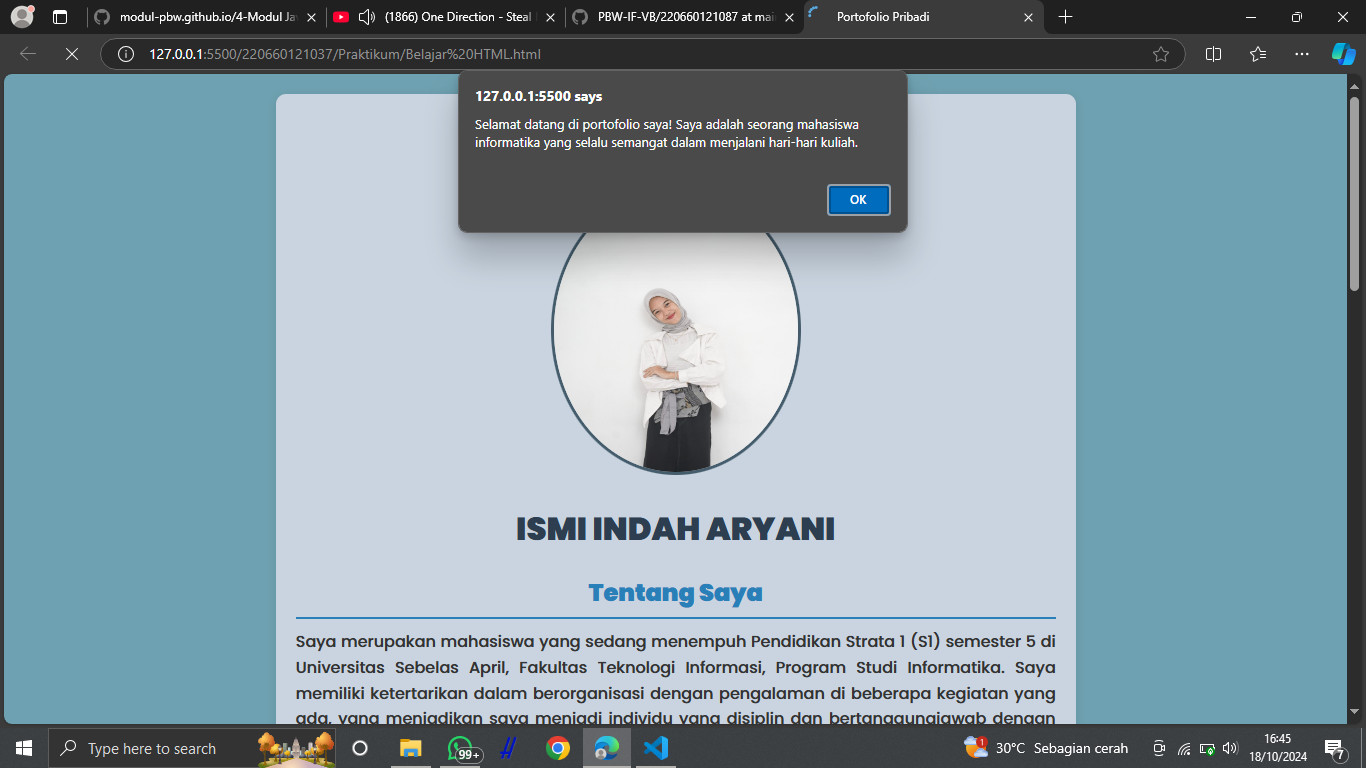 modul-pbw.github.io/4-Modul Ja
(1866) One Direction - Steal
PBW-IF-VB/220660121087 at mai
Portofolio Pribadi
127.0.0.1:5500/220660121037/Praktikum/Belajar%20HTML.html
127.0.0.1:5500 says
Selamat datang di portofolio saya! Saya adalah seorang mahasiswa
informatika yang selalu semangat dalam menjalani hari-hari kuliah.
OK
ISMI INDAH ARYANI
Tentang Saya
Saya merupakan mahasiswa yang sedang menempuh Pendidikan Strata 1 (S1) semester 5 di
Universitas Sebelas April, Fakultas Teknologi Informasi, Program Studi Informatika. Saya
memiliki ketertarikan dalam berorganisasi dengan pengalaman di beberapa kegiatan yang
ada, yang menjadikan saya menjadi individu yang disiplin dan bertanggungjawab dengan
Type here to search
99+
1
30°C Sebagian cerah
16:45
18/10/2024
7